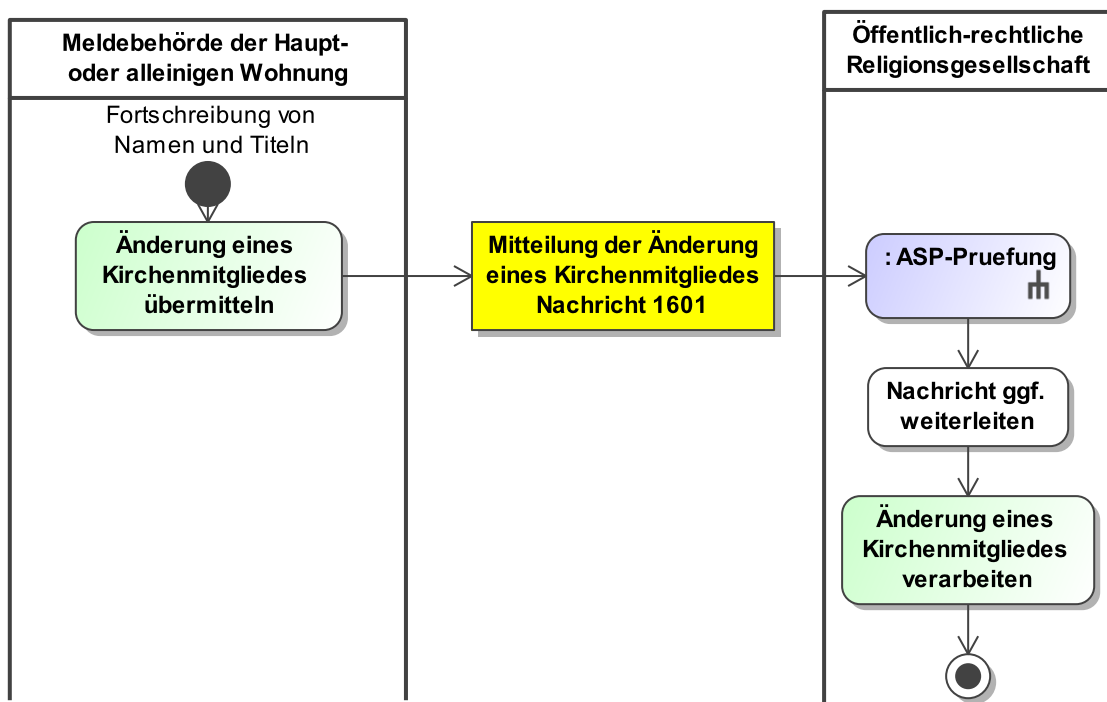 Meldebehörde der Haupt-
oder alleinigen Wohnung
Fortschreibung von
Namen und Titeln
Änderung eines
Kirchenmitgliedes
übermitteln
Mitteilung der Änderung
eines Kirchenmitgliedes
Nachricht 1601
Öffentlich-rechtliche
Religionsgesellschaft
: ASP-Pruefung
Nachricht ggf.
weiterleiten
Änderung eines
Kirchenmitgliedes
verarbeiten